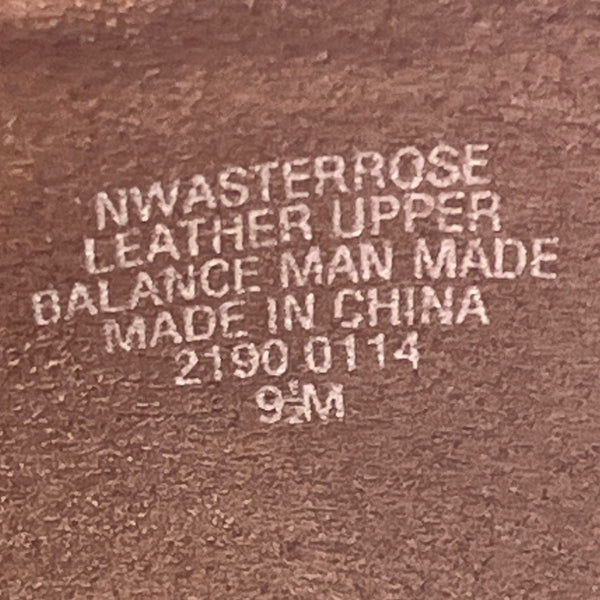 NWASTERROSE
LEATHER UPPER
BALANCE MAN MADE
MADE IN CHINA
2190 0114
9½M